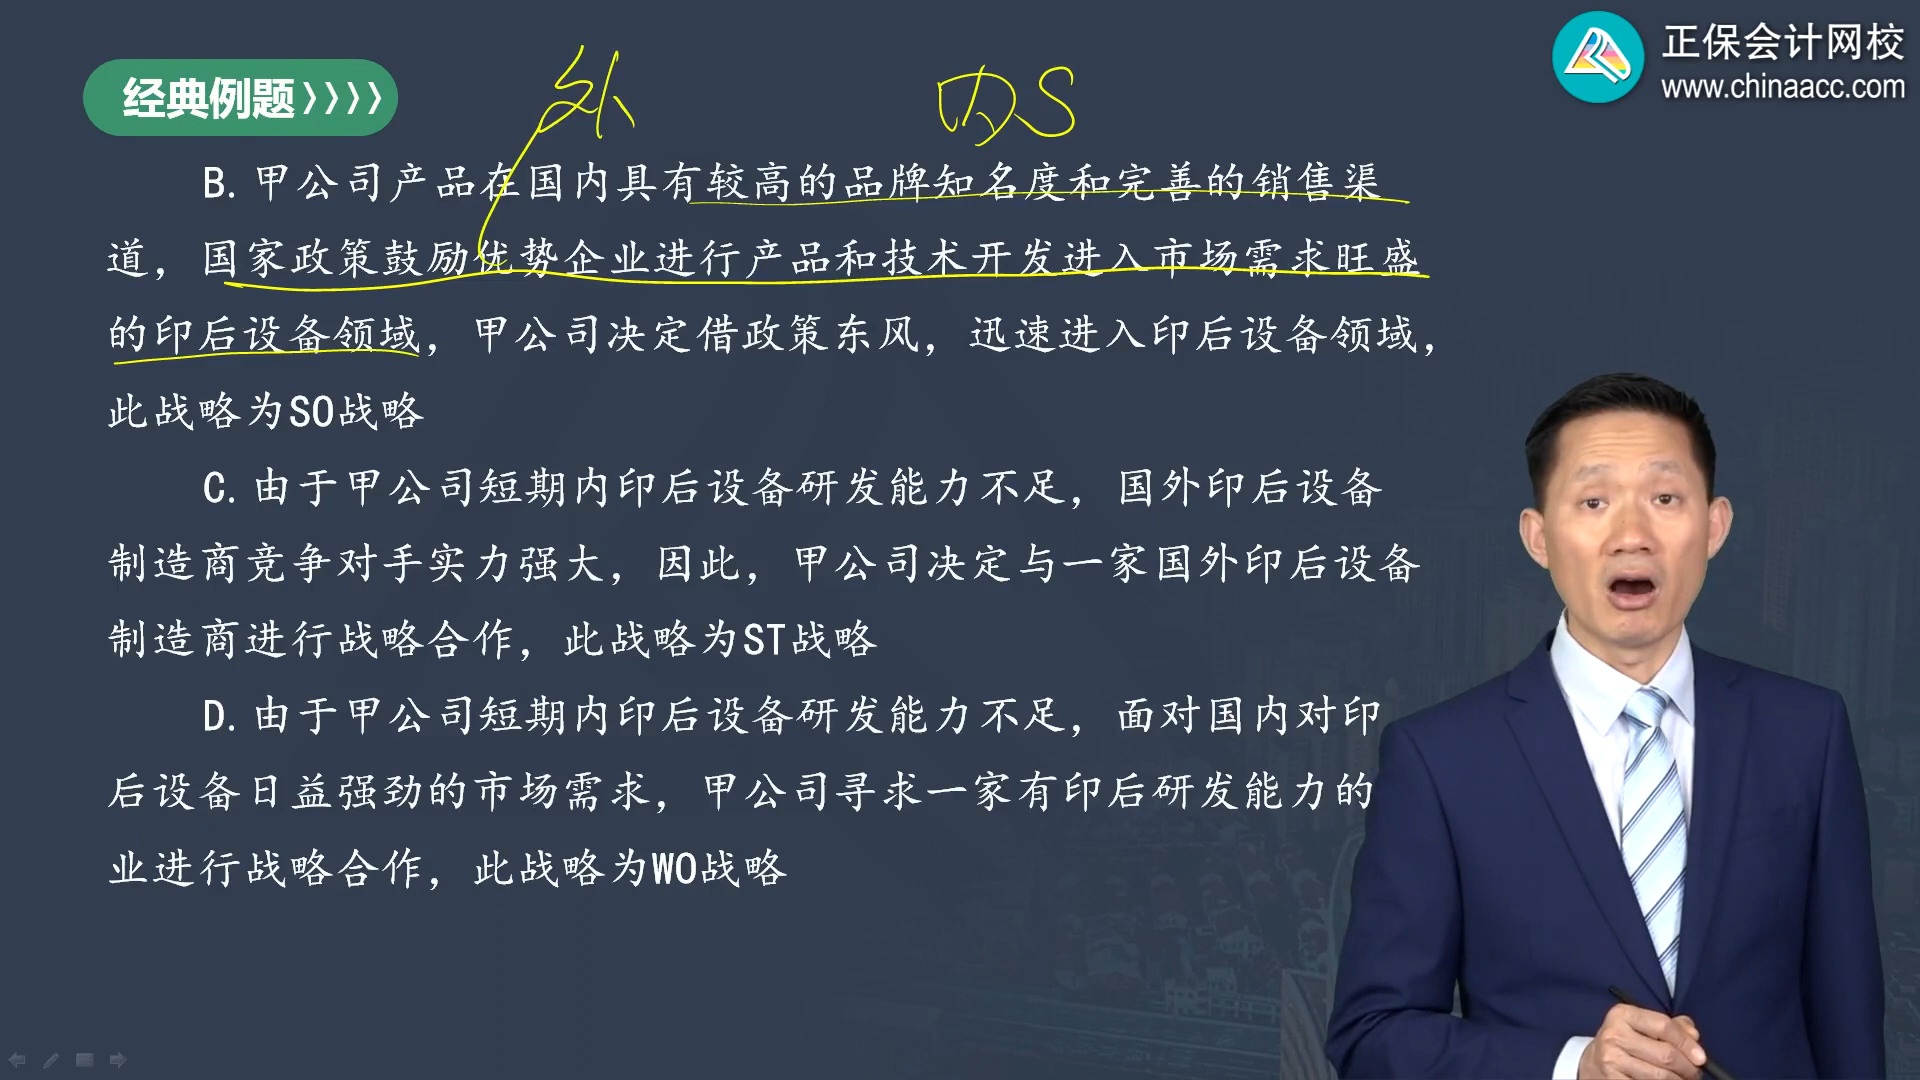 正保会计网校
www.chinaacc.com
经典例题
外
内S
B.甲公司产品在国内具有较高的品牌知名度和完善的销售渠
道，国家政策鼓励优势企业进行产品和技术开发进入市场需求旺盛
的印后设备领域，甲公司决定借政策东风，迅速进入印后设备领域，
此战略为SO战略
C.由于甲公司短期内印后设备研发能力不足，国外印后设备
制造商竞争对手实力强大，因此，甲公司决定与一家国外印后设备
制造商进行战略合作，此战略为ST战略
D.由于甲公司短期内印后设备研发能力不足，面对国内对印
后设备日益强劲的市场需求，甲公司寻求一家有印后研发能力的
业进行战略合作，此战略为WO战略